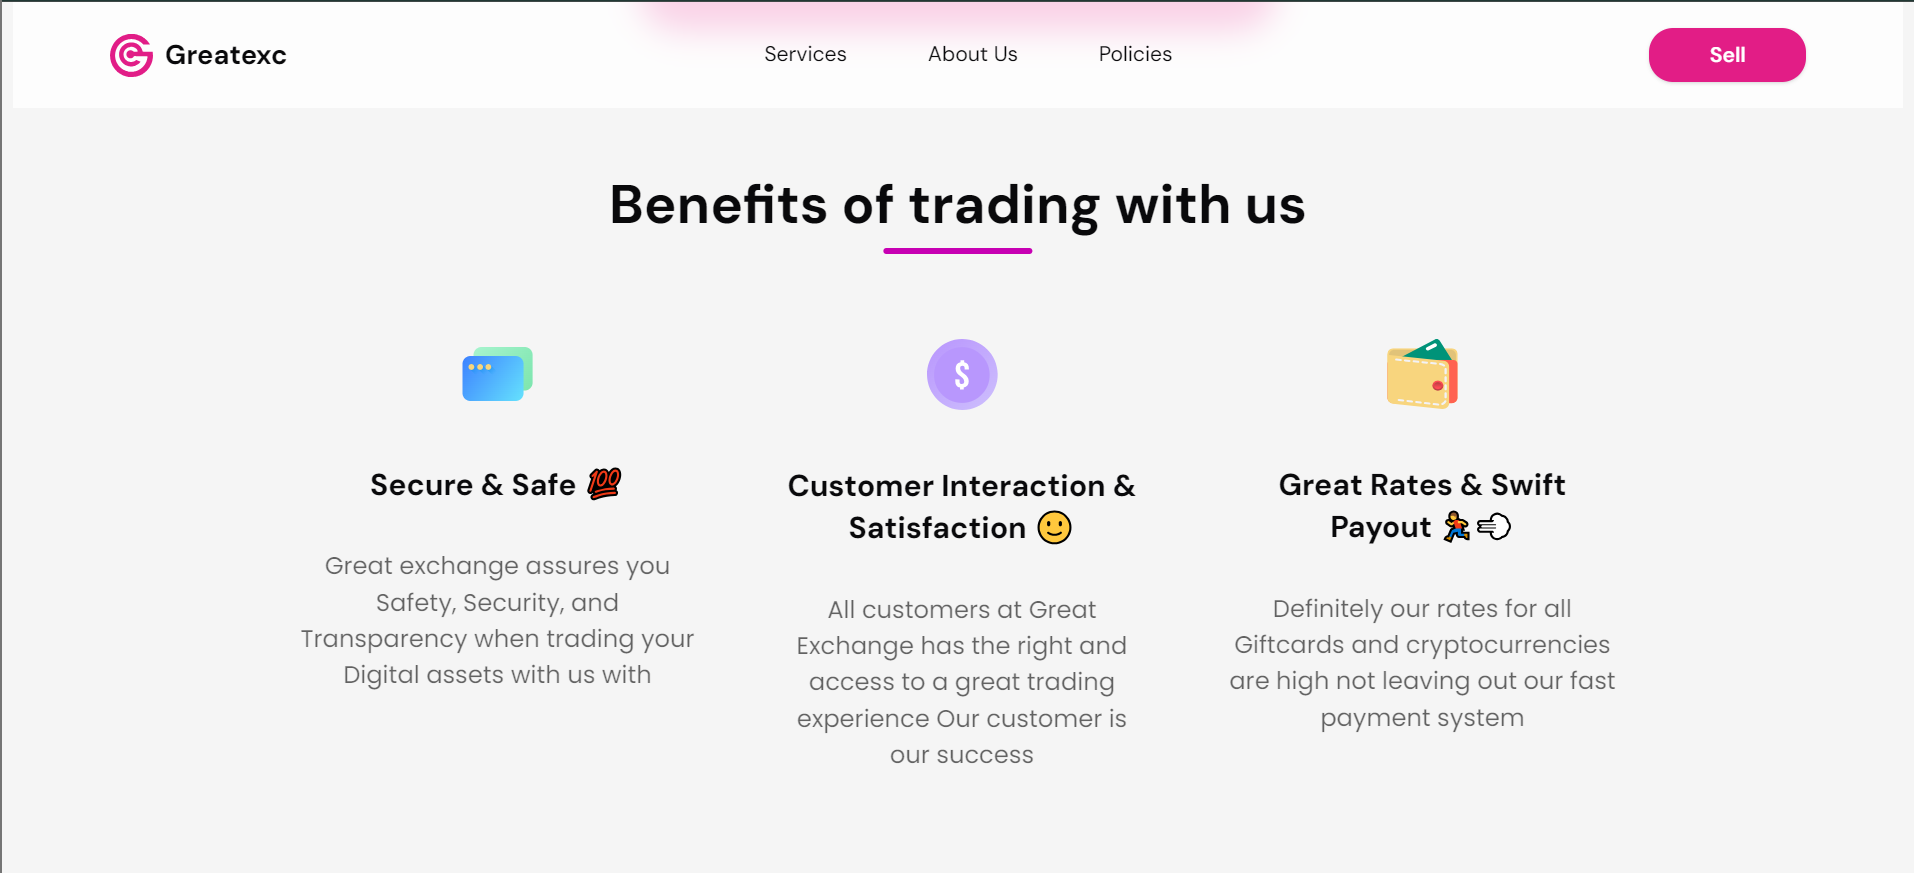 Greatexc
Services
About Us
Policies
Sell
Benefits of trading with us
$
Secure & Safe 💯
Great exchange assures you
Safety, Security, and
Transparency when trading your
Digital assets with us with
Customer Interaction &
Satisfaction 🙂
All customers at Great
Exchange has the right and
access to a great trading
experience Our customer is
our success
Great Rates & Swift
Payout 🏃💨
Definitely our rates for all
Giftcards and cryptocurrencies
are high not leaving out our fast
payment system